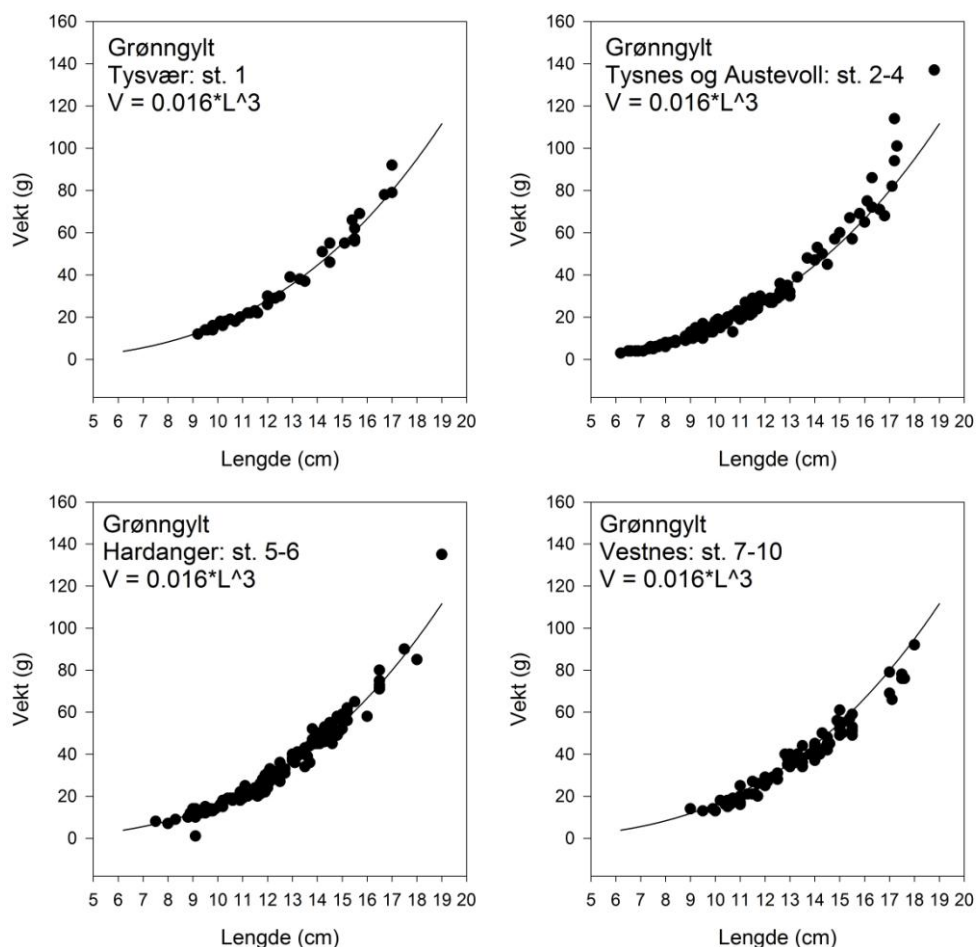 160
140
120
100
80
60
40
20
0
Vekt (g)
Grønngylt
Tysvær: st. 1
V = 0.016*L^3
5 6 7 8 9 10 11 12 13 14 15 16 17 18 19 20
Lengde (cm)
160
140
120
100
80
60
40
20
0
Vekt (g)
Grønngylt
Tysnes og Austevoll: st. 2-4
V = 0.016*L^3
5 6 7 8 9 10 11 12 13 14 15 16 17 18 19 20
Lengde (cm)
160
140
120
100
80
60
40
20
0
Vekt (g)
Grønngylt
Hardanger: st. 5-6
V = 0.016*L^3
5 6 7 8 9 10 11 12 13 14 15 16 17 18 19 20
Lengde (cm)
160
140
120
100
80
60
40
20
0
Vekt (g)
Grønngylt
Vestnes: st. 7-10
V = 0.016*L^3
5 6 7 8 9 10 11 12 13 14 15 16 17 18 19 20
Lengde (cm)